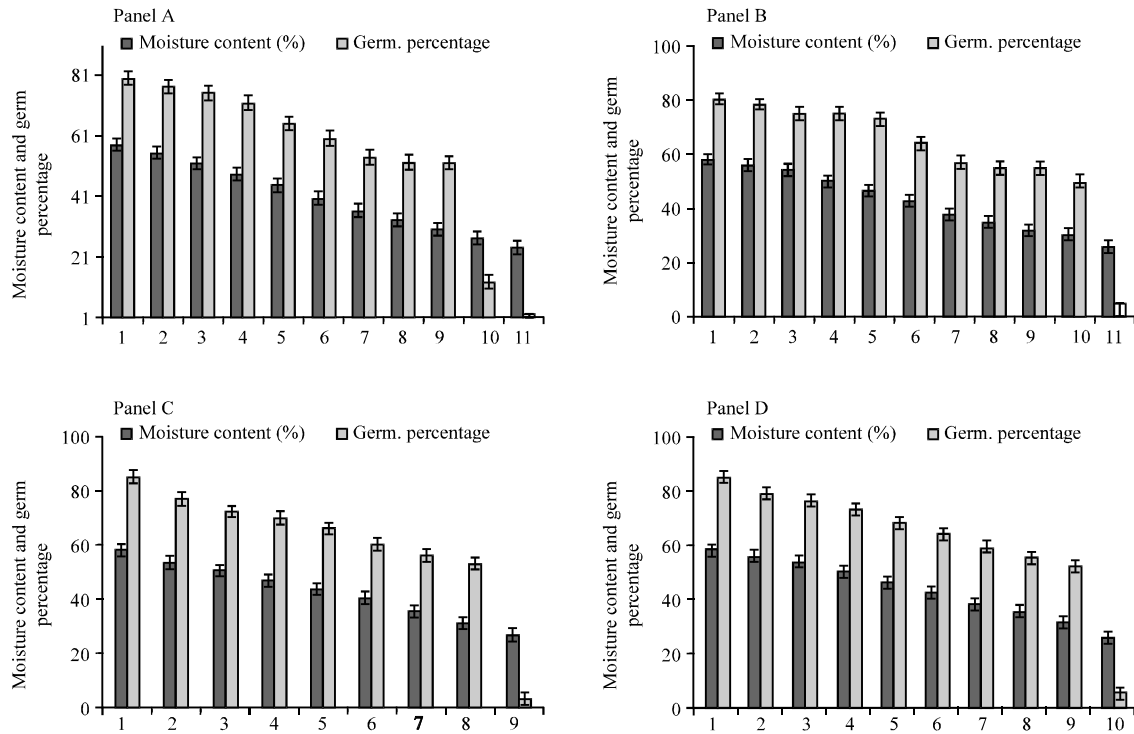 Panel A
Moisture content (%) Germ. percentage
Moisture content and germ
percentage
81
61
41
21
1
1 2 3 4 5 6 7 8 9 10 11
Panel B
Moisture content (%) Germ. percentage
Moisture content and germ
percentage
100
80
60
40
20
0
1 2 3 4 5 6 7 8 9 10 11
Panel C
Moisture content (%) Germ. percentage
Moisture content and germ
percentage
100
80
60
40
20
0
1 2 3 4 5 6 7 8 9
Panel D
Moisture content (%) Germ. percentage
Moisture content and germ
percentage
100
80
60
40
20
0
1 2 3 4 5 6 7 8 9 10